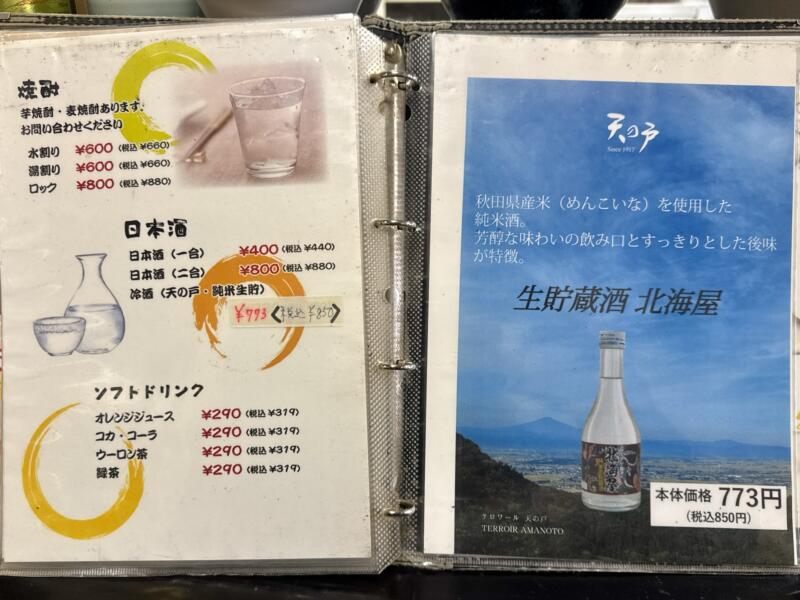 焼酎
芋焼酎・麦焼酎あります。
お問い合わせください
水割り ¥600 (税込 ¥660)
湯割り ¥600 (税込 ¥660)
ロック ¥800 (税込 ¥880)
日本酒
日本酒(一合) ¥400 (税込 ¥440)
日本酒(二合) ¥800 (税込 ¥880)
冷酒(天の戸・純米生貯)
¥773 〈税込 ¥850〉
ソフトドリンク
オレンジジュース ¥290 (税込 ¥319)
コカ・コーラ ¥290 (税込 ¥319)
ウーロン茶 ¥290 (税込 ¥319)
緑茶 ¥290 (税込 ¥319)
天の戸
Since 1917
秋田県産米(めんこいな)を使用した
純米酒。
芳醇な味わいの飲み口とすっきりとした後味
が特徴。
生貯蔵酒 北海屋
北海屋
本体価格 773円
(税込850円)
テロワール 天の戸
TERROIR AMANOTO